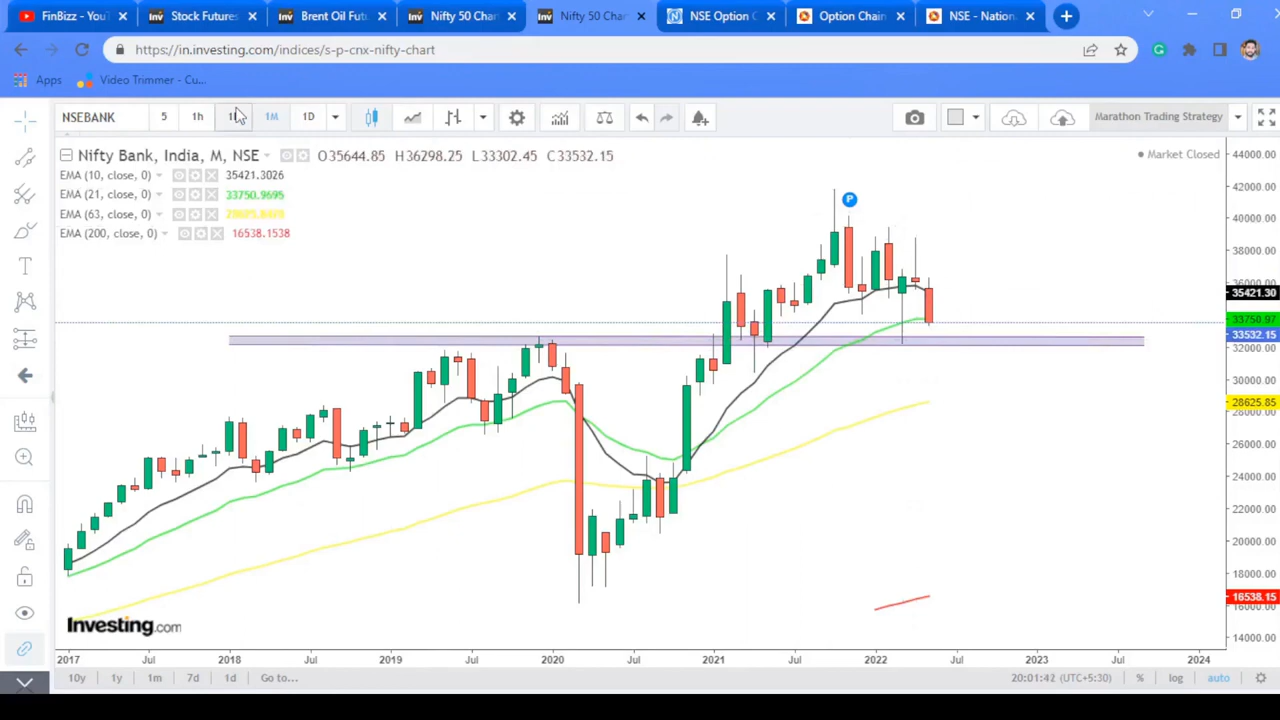 FinBizz - YouT
Stock Futures
Brent Oil Futu
Nifty 50 Char
Nifty 50 Cha
NSE Option C
Option Chain
NSE - Nation
https://in.investing.com/indices/s-p-cnx-nifty-chart
Apps
Video Trimmer - Cu...
NSEBANK
5
1h
1M
1D
Marathon Trading Strategy
Nifty Bank, India, M, NSE
O35644.85 H36298.25 L33302.45 C33532.15
Market Closed
EMA (10, close, 0) 35421.3026
EMA (21, close, 0) 33750.9695
EMA (63, close, 0)
EMA (200, close, 0) 16538.1538
P
44000.00
42000.00
40000.00
38000.00
36000.00
35421.30
33750.97
33532.15
32000.00
30000.00
28625.85
28000.00
26000.00
24000.00
22000.00
20000.00
18000.00
16538.15
16000.00
14000.00
Investing.com
2017 Jul 2018 Jul 2019 Jul 2020 Jul 2021 Jul 2022 Jul 2023 Jul 2024
10y 1y 1m 7d 1d Go to...
20:01:42 (UTC+5:30) % log auto